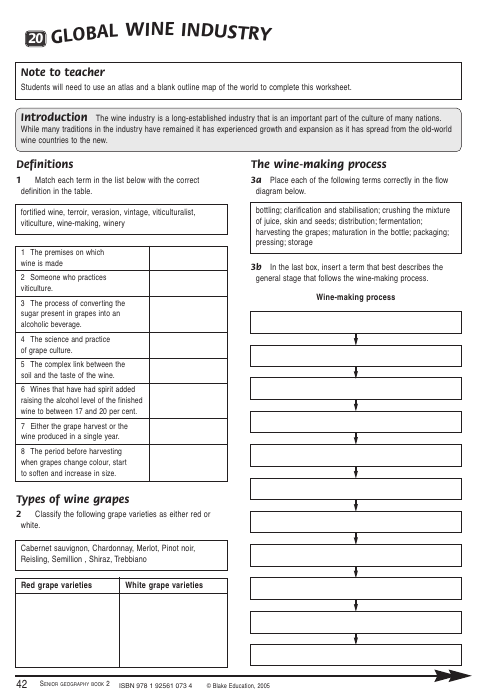 20 GLOBAL WINE INDUSTRY
Note to teacher
Students will need to use an atlas and a blank outline map of the world to complete this worksheet.
Introduction The wine industry is a long-established industry that is an important part of the culture of many nations.
While many traditions in the industry have remained it has experienced growth and expansion as it has spread from the old-world
wine countries to the new.
Definitions
1 Match each term in the list below with the correct
definition in the table.
fortified wine, terroir, verasion, vintage, viticulturalist,
viticulture, wine-making, winery
1 The premises on which
wine is made
2 Someone who practices
viticulture.
3 The process of converting the
sugar present in grapes into an
alcoholic beverage.
4 The science and practice
of grape culture.
5 The complex link between the
soil and the taste of the wine.
6 Wines that have had spirit added
raising the alcohol level of the finished
wine to between 17 and 20 per cent.
7 Either the grape harvest or the
wine produced in a single year.
8 The period before harvesting
when grapes change colour, start
to soften and increase in size.
Types of wine grapes
2 Classify the following grape varieties as either red or
white.
Cabernet sauvignon, Chardonnay, Merlot, Pinot noir,
Reisling, Semillion , Shiraz, Trebbiano
Red grape varieties White grape varieties
The wine-making process
3a Place each of the following terms correctly in the flow
diagram below.
bottling; clarification and stabilisation; crushing the mixture
of juice, skin and seeds; distribution; fermentation;
harvesting the grapes; maturation in the bottle; packaging;
pressing; storage
3b In the last box, insert a term that best describes the
general stage that follows the wine-making process.
Wine-making process
42 SENIOR GEOGRAPHY BOOK 2 ISBN 978 1 92561 073 4 © Blake Education, 2005